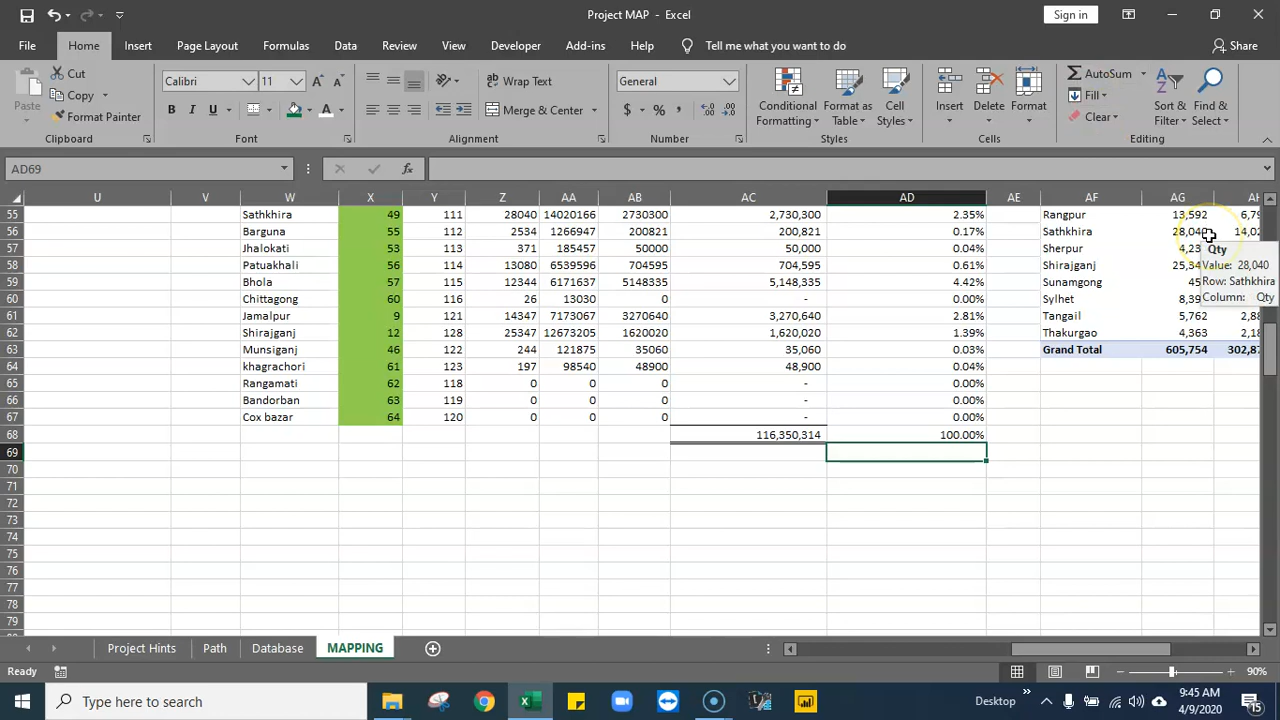 Project MAP - Excel
Sign in
File Home Insert Page Layout Formulas Data Review View Developer Add-ins Help Tell me what you want to do Share
Paste Cut Copy Format Painter
Calibri 11 B I U A A A
Wrap Text Merge & Center
General $ % ,
Conditional Formatting Format as Table Cell Styles
Insert Delete Format
AutoSum Fill Clear Sort & Filter Find & Select
Clipboard Font Alignment Number Styles Cells Editing
AD69 fx
U V W X Y Z AA AB AC AD AE AF AG AH
55 Sathkhira 49 111 28040 14020166 2730300 2,730,300 2.35% Rangpur 13,592 6,79
56 Barguna 55 112 2534 1266947 200821 200,821 0.17% Sathkhira 28,040 14,02
57 Jhalokati 53 113 371 185457 50000 50,000 0.04% Sherpur 4,23
58 Patuakhali 56 114 13080 6539596 704595 704,595 0.61% Shirajganj 25,34
59 Bhola 57 115 12344 6171637 5148335 5,148,335 4.42% Sunamgong 45
60 Chittagong 60 116 26 13030 0 - 0.00% Sylhet 8,39
61 Jamalpur 9 121 14347 7173067 3270640 3,270,640 2.81% Tangail 5,762 2,88
62 Shirajganj 12 128 25347 12673205 1620020 1,620,020 1.39% Thakurgao 4,363 2,18
63 Munsiganj 46 122 244 121875 35060 35,060 0.03% Grand Total 605,754 302,87
64 khagrachori 61 123 197 98540 48900 48,900 0.04%
65 Rangamati 62 118 0 0 0 - 0.00%
66 Bandorban 63 119 0 0 0 - 0.00%
67 Cox bazar 64 120 0 0 0 - 0.00%
68 116,350,314 100.00%
69
70
71
72
73
74
75
76
77
78
79
Qty
Value: 28,040
Row: Sathkhira
Column: Qty
Project Hints Path Database MAPPING
Ready 90%
Type here to search
Desktop
9:45 AM
4/9/2020
15